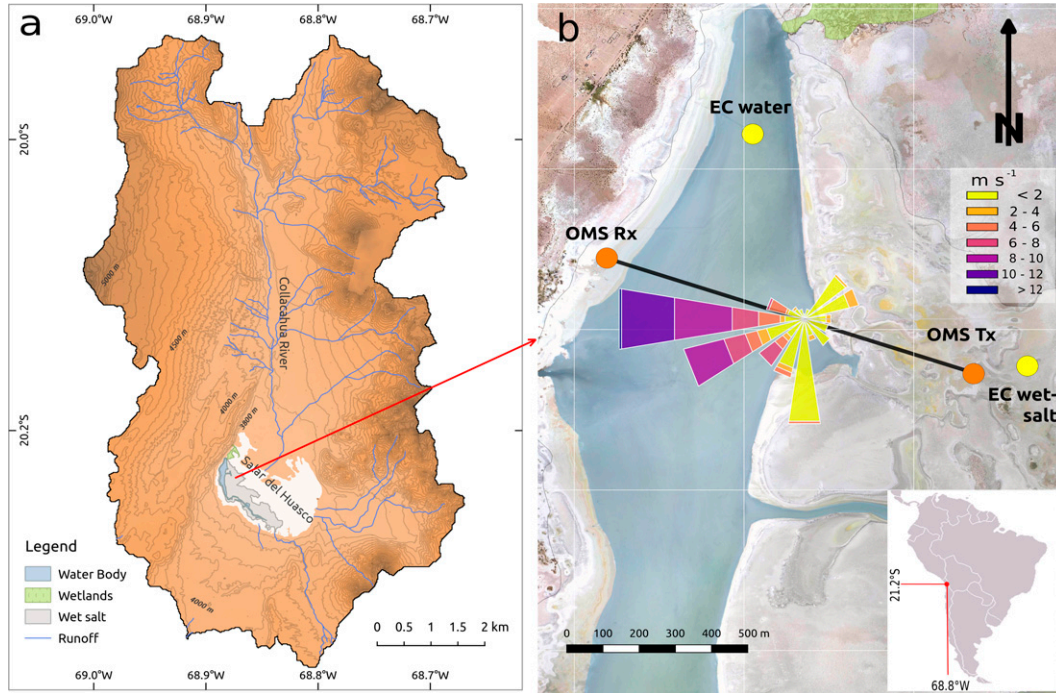 a
69.0°W 68.9°W 68.8°W 68.7°W
20.0°S
20.2°S
5000 m
4500 m
4000 m
3800 m
Collacahua River
Salar del Huasco
4000 m
Legend
Water Body
Wetlands
Wet salt
Runoff
0 0.5 1 2 km
69.0°W 68.9°W 68.8°W 68.7°W
b
N
EC water
m s⁻¹
< 2
2 - 4
4 - 6
6 - 8
8 - 10
10 - 12
> 12
OMS Rx
OMS Tx
EC wet-
salt
0 100 200 300 400 500 m
21.2°S
68.8°W